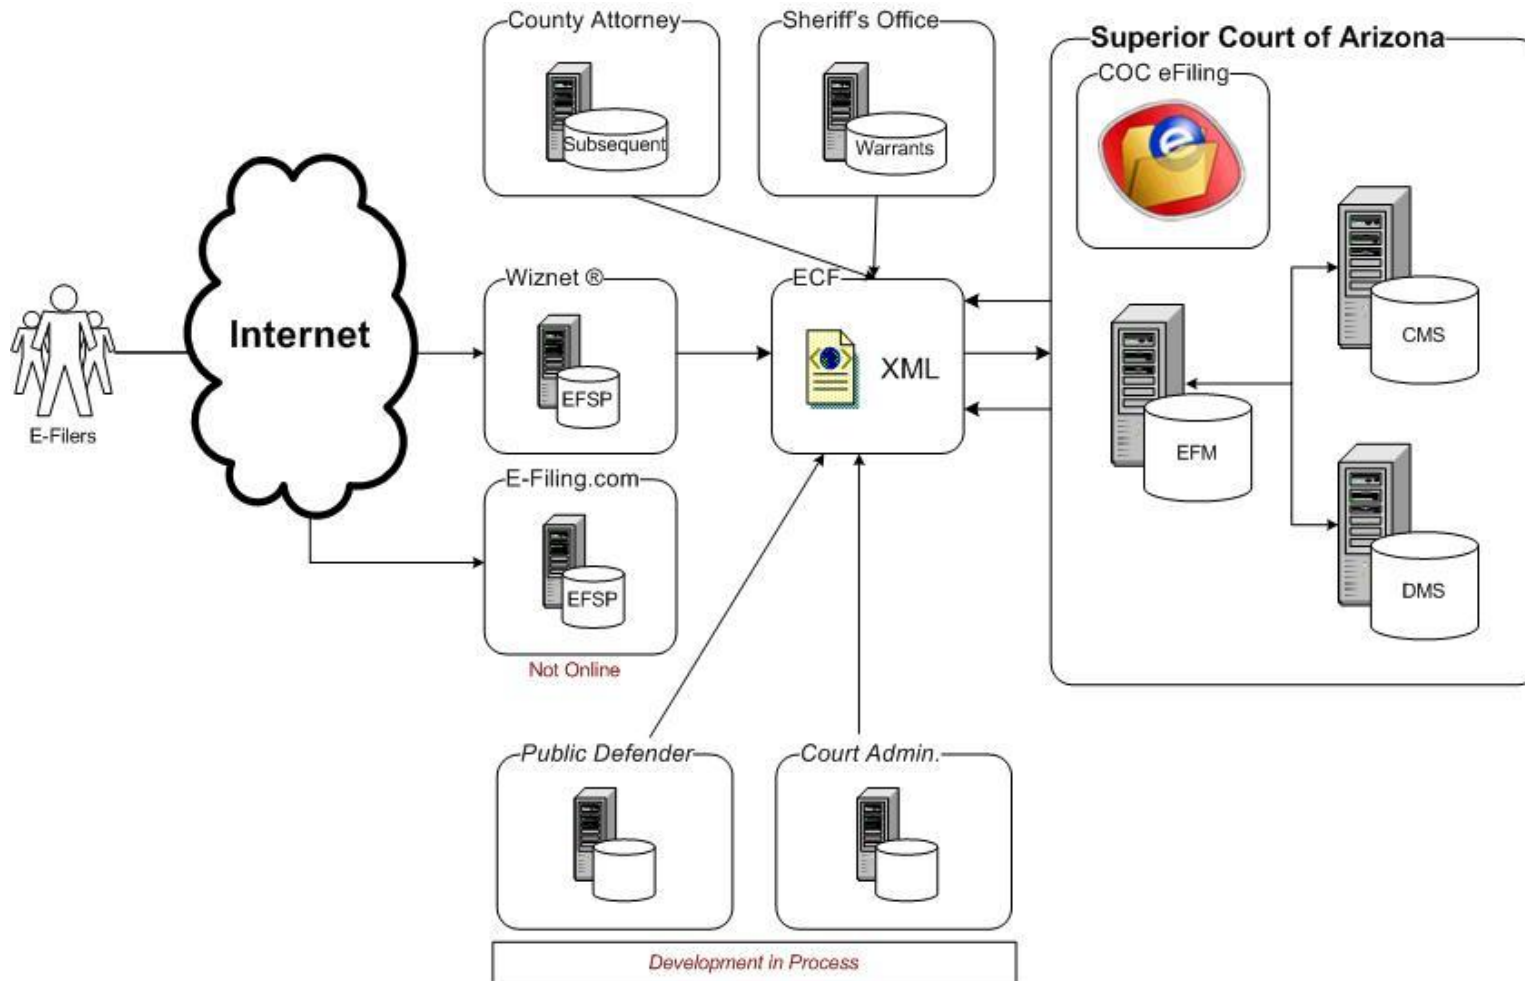 County Attorney
Subsequent
Sheriff's Office
Warrants
Superior Court of Arizona
COC eFiling
e
CMS
EFM
DMS
E-Filers
Internet
Wiznet ®
EFSP
ECF
XML
E-Filing.com
EFSP
Not Online
Public Defender
Court Admin.
Development in Process